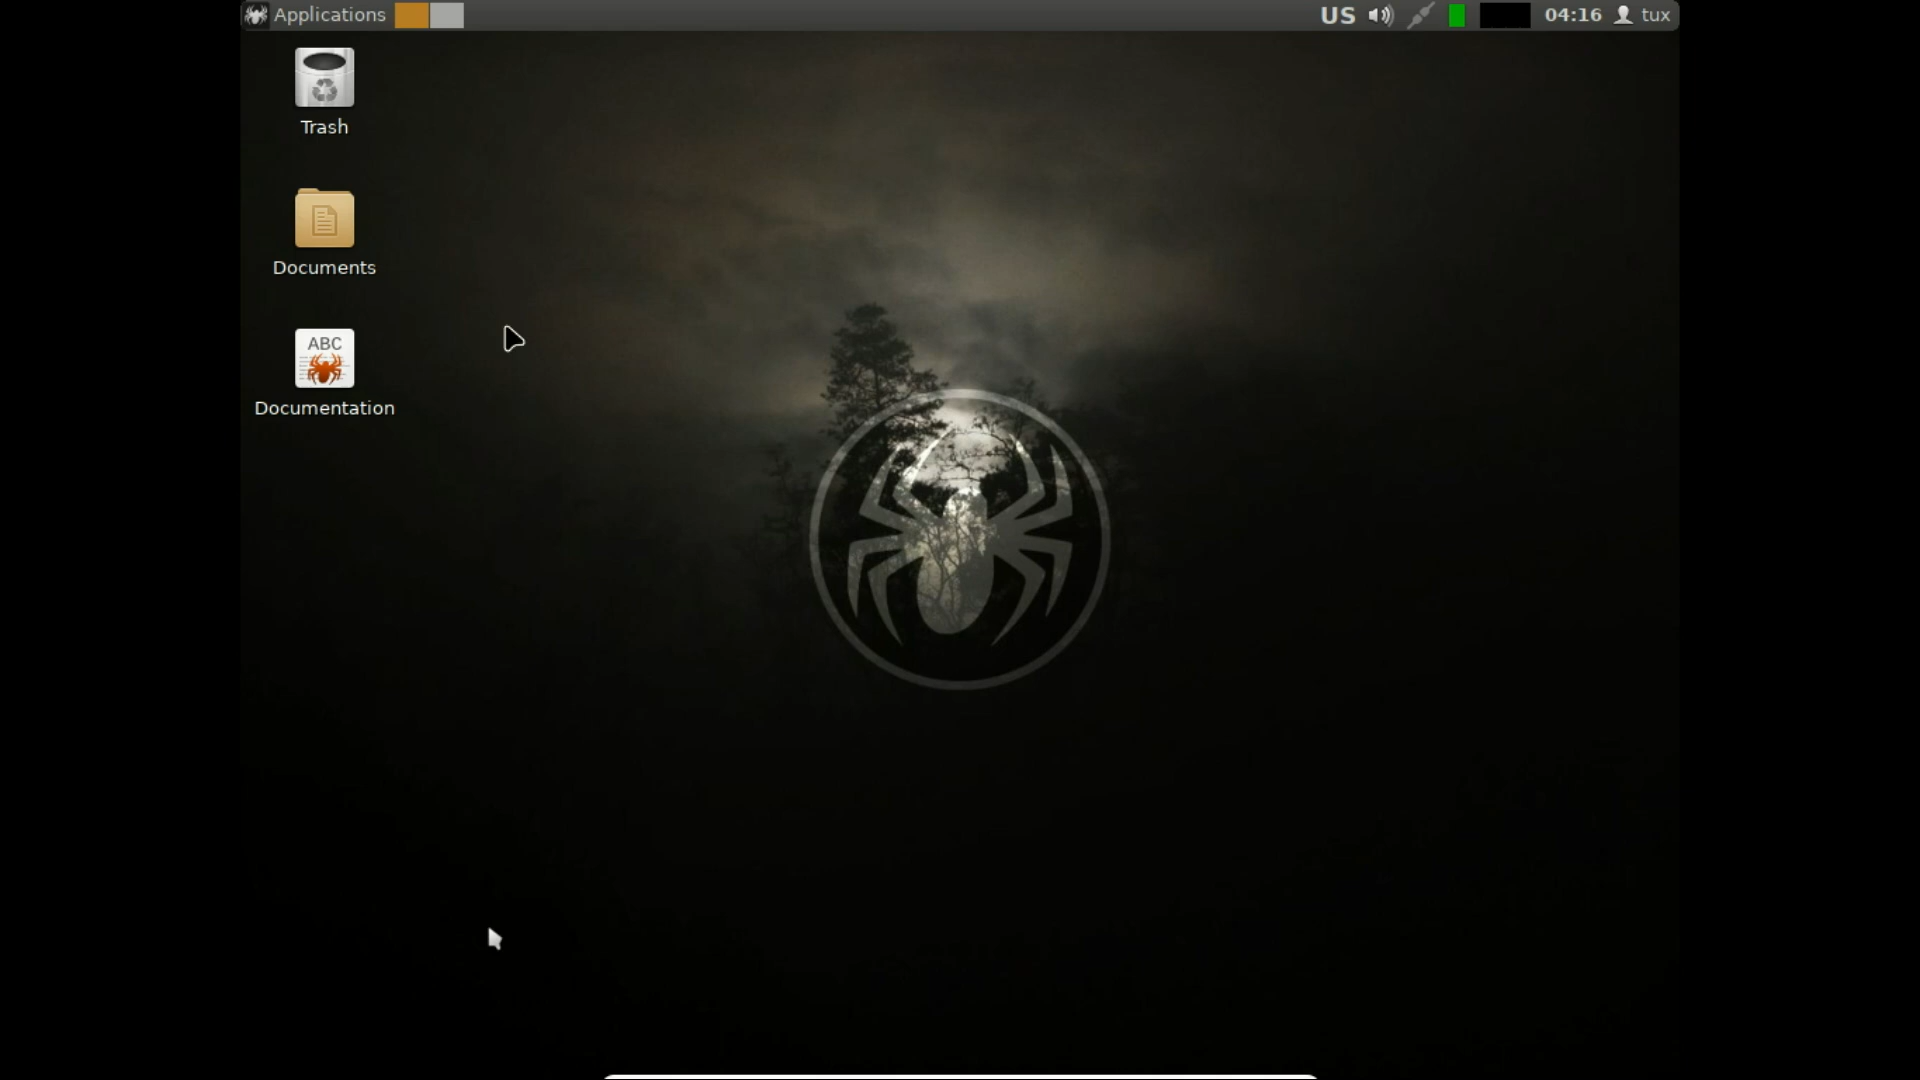 Applications
US
04:16
tux
Trash
Documents
ABC
Documentation